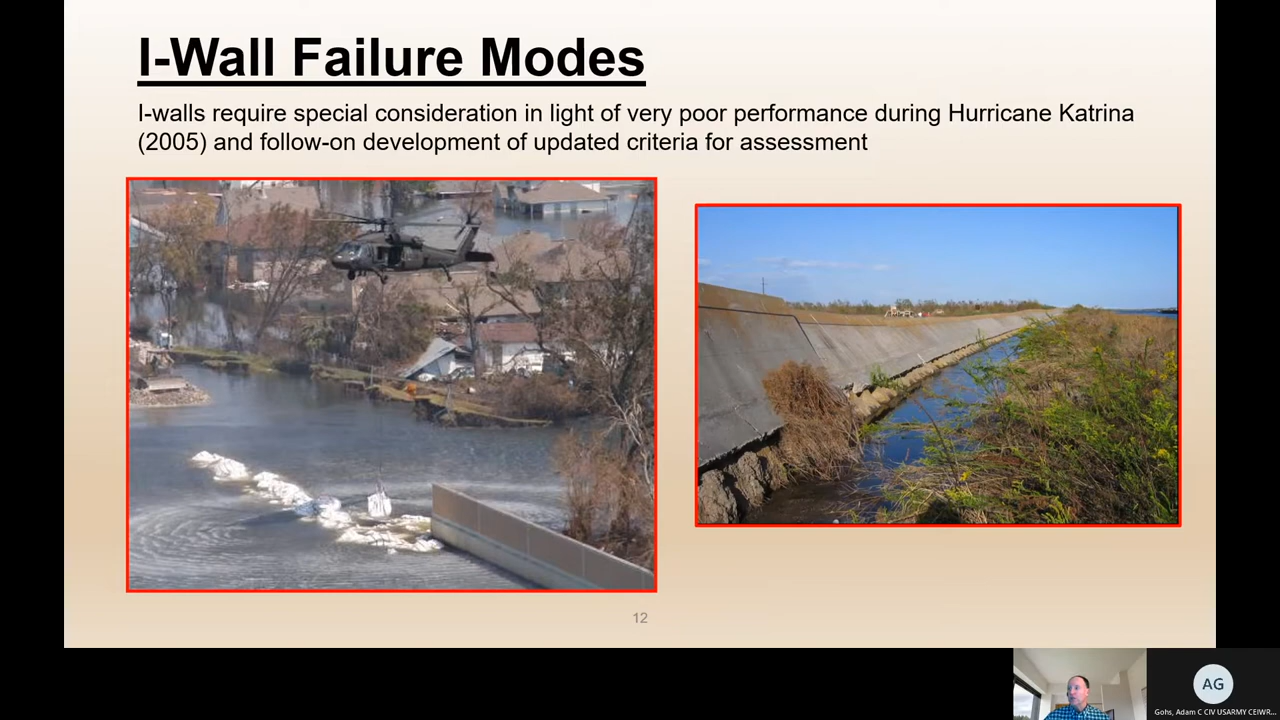 I-Wall Failure Modes
I-walls require special consideration in light of very poor performance during Hurricane Katrina
(2005) and follow-on development of updated criteria for assessment
12
AG
Gohs, Adam C CIV USARMY CEIWR...